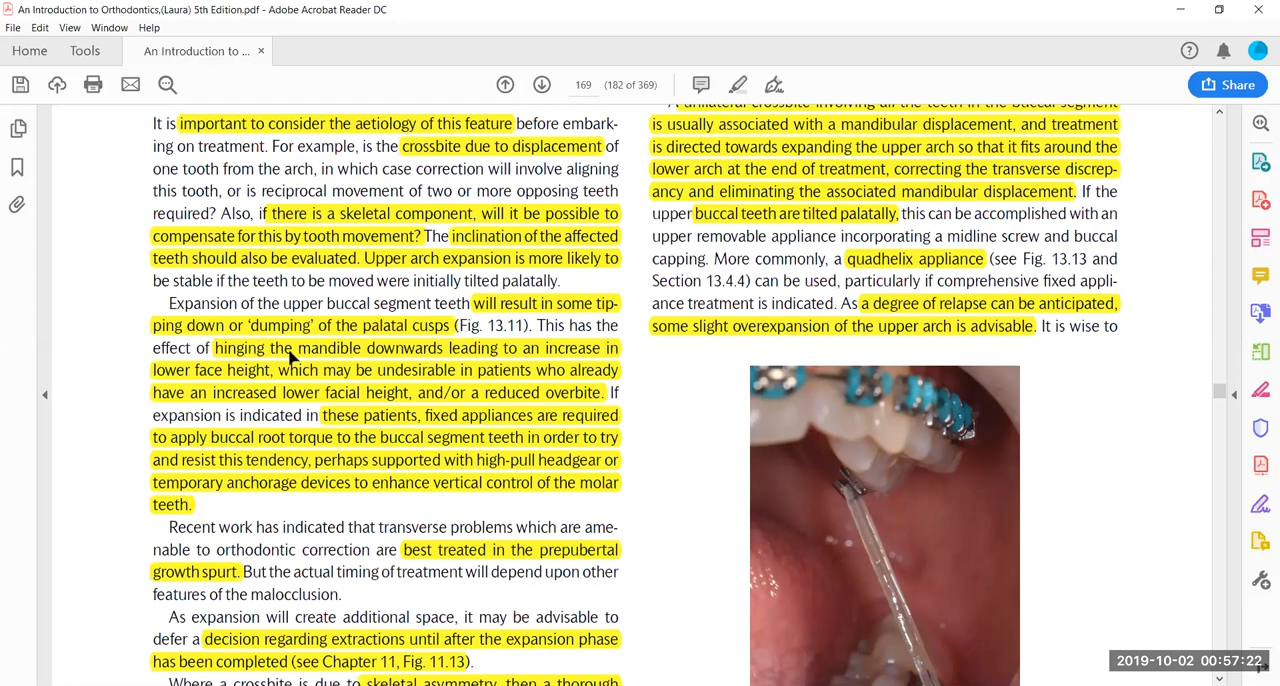 An Introduction to Orthodontics,(Laura) 5th Edition.pdf - Adobe Acrobat Reader DC
File Edit View Window Help
Home Tools An Introduction to ... ×
169 (182 of 369) Share
It is important to consider the aetiology of this feature before embark-
ing on treatment. For example, is the crossbite due to displacement of
one tooth from the arch, in which case correction will involve aligning
this tooth, or is reciprocal movement of two or more opposing teeth
required? Also, if there is a skeletal component, will it be possible to
compensate for this by tooth movement? The inclination of the affected
teeth should also be evaluated. Upper arch expansion is more likely to
be stable if the teeth to be moved were initially tilted palatally.
Expansion of the upper buccal segment teeth will result in some tip-
ping down or ‘dumping’ of the palatal cusps (Fig. 13.11). This has the
effect of hinging the mandible downwards leading to an increase in
lower face height, which may be undesirable in patients who already
have an increased lower facial height, and/or a reduced overbite. If
expansion is indicated in these patients, fixed appliances are required
to apply buccal root torque to the buccal segment teeth in order to try
and resist this tendency, perhaps supported with high-pull headgear or
temporary anchorage devices to enhance vertical control of the molar
teeth.
Recent work has indicated that transverse problems which are ame-
nable to orthodontic correction are best treated in the prepubertal
growth spurt. But the actual timing of treatment will depend upon other
features of the malocclusion.
As expansion will create additional space, it may be advisable to
defer a decision regarding extractions until after the expansion phase
has been completed (see Chapter 11, Fig. 11.13).
Where a crossbite is due to skeletal asymmetry, then a thorough
A unilateral crossbite involving all the teeth in the buccal segment
is usually associated with a mandibular displacement, and treatment
is directed towards expanding the upper arch so that it fits around the
lower arch at the end of treatment, correcting the transverse discrep-
ancy and eliminating the associated mandibular displacement. If the
upper buccal teeth are tilted palatally, this can be accomplished with an
upper removable appliance incorporating a midline screw and buccal
capping. More commonly, a quadhelix appliance (see Fig. 13.13 and
Section 13.4.4) can be used, particularly if comprehensive fixed appli-
ance treatment is indicated. As a degree of relapse can be anticipated,
some slight overexpansion of the upper arch is advisable. It is wise to
2019-10-02 00:57:22